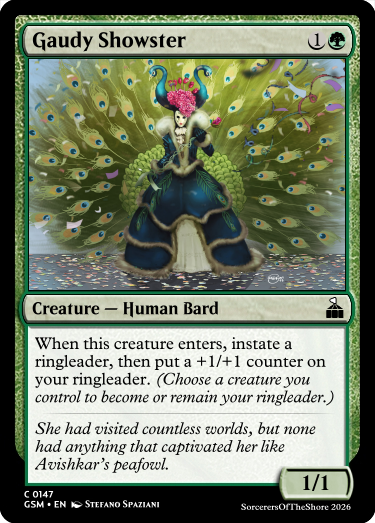 Gaudy Showster 1
Creature — Human Bard
When this creature enters, instate a
ringleader, then put a +1/+1 counter on
your ringleader. (Choose a creature you
control to become or remain your ringleader.)
She had visited countless worlds, but none
had anything that captivated her like
Avishkar's peafowl.
1/1
C 0147
GSM • EN Stefano Spaziani
SorcerersOfTheShore 2026